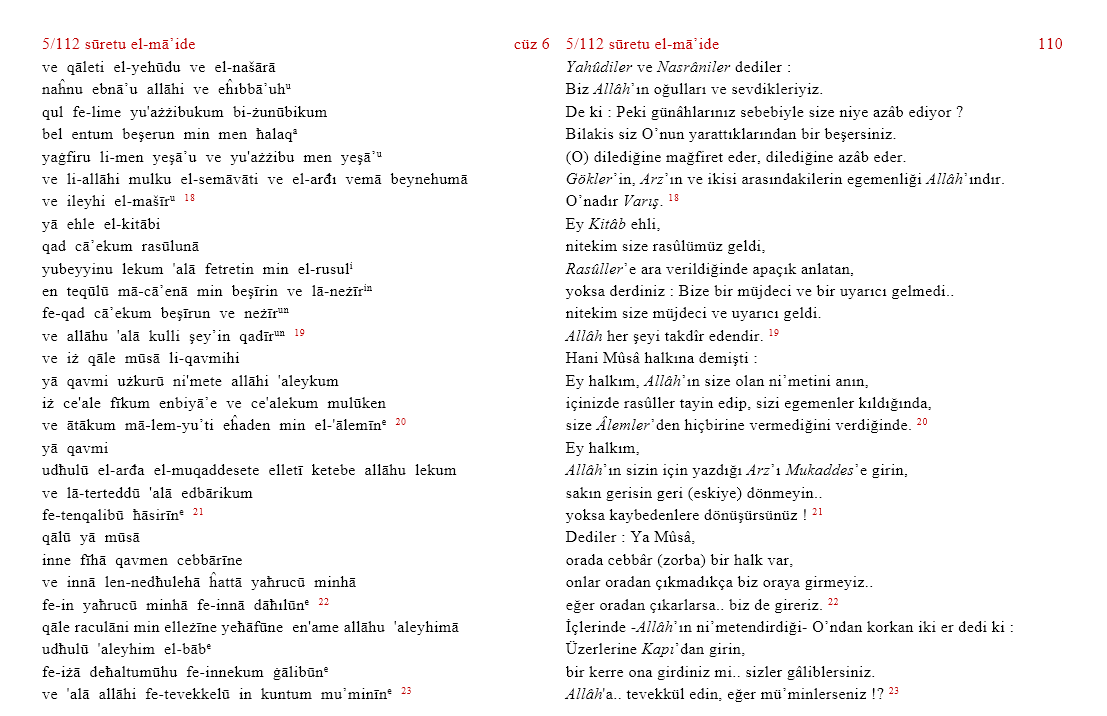 5/112 sūretu el-mā’ide
cüz 6
ve qāleti el-yehūdu ve el-našārā
naĥnu ebnā’u allāhi ve eĥıbbā’uhᵘ
qul fe-lime yu'ażżibukum bi-żunūbikum
bel entum beşerun min men ħalaqᵃ
yaġfiru li-men yeşā’u ve yu'ażżibu men yeşā’ᵘ
ve li-allāhi mulku el-semāvāti ve el-arđı vemā beynehumā
ve ileyhi el-mašīrᵘ 18
yā ehle el-kitābi
qad cā’ekum rasūlunā
yubeyyinu lekum 'alā fetretin min el-rusulⁱ
en teqūlū mā-cā’enā min beşīrin ve lā-neżīrⁱⁿ
fe-qad cā’ekum beşīrun ve neżīrᵘⁿ
ve allāhu 'alā kulli şey’in qadīrᵘⁿ 19
ve iż qāle mūsā li-qavmihi
yā qavmi użkurū ni'mete allāhi 'aleykum
iż ce'ale fīkum enbiyā’e ve ce'alekum mulūken
ve ātākum mā-lem-yu’ti eĥaden min el-'ālemīnᵉ 20
yā qavmi
udħulū el-arđa el-muqaddesete elletī ketebe allāhu lekum
ve lā-terteddū 'alā edbārikum
fe-tenqalibū ħāsirīnᵉ 21
qālū yā mūsā
inne fīhā qavmen cebbārīne
ve innā len-nedħulehā ĥattā yaħrucū minhā
fe-in yaħrucū minhā fe-innā dāħılūnᵉ 22
qāle raculāni min elleżīne yeħāfūne en'ame allāhu 'aleyhimā
udħulū 'aleyhim el-bābᵉ
fe-iżā deħaltumūhu fe-innekum ġālibūnᵉ
ve 'alā allāhi fe-tevekkelū in kuntum mu’minīnᵉ 23
5/112 sūretu el-mā’ide
110
Yahûdiler ve Nasrâniler dediler :
Biz Allâh’ın oğulları ve sevdikleriyiz.
De ki : Peki günâhlarınız sebebiyle size niye azâb ediyor ?
Bilakis siz O’nun yarattıklarından bir beşersiniz.
(O) dilediğine mağfiret eder, dilediğine azâb eder.
Gökler’in, Arz’ın ve ikisi arasındakilerin egemenliği Allâh’ındır.
O’nadır Varış. 18
Ey Kitâb ehli,
nitekim size rasûlümüz geldi,
Rasûller’e ara verildiğinde apaçık anlatan,
yoksa derdiniz : Bize bir müjdeci ve bir uyarıcı gelmedi..
nitekim size müjdeci ve uyarıcı geldi.
Allâh her şeyi takdîr edendir. 19
Hani Mûsâ halkına demişti :
Ey halkım, Allâh’ın size olan ni’metini anın,
içinizde rasûller tayin edip, sizi egemenler kıldığında,
size Âlemler’den hiçbirine vermediğini verdiğinde. 20
Ey halkım,
Allâh’ın sizin için yazdığı Arz’ı Mukaddes’e girin,
sakın gerisin geri (eskiye) dönmeyin..
yoksa kaybedenlere dönüşürsünüz ! 21
Dediler : Ya Mûsâ,
orada cebbâr (zorba) bir halk var,
onlar oradan çıkmadıkça biz oraya girmeyiz..
eğer oradan çıkarlarsa.. biz de gireriz. 22
İçlerinde -Allâh’ın ni’metendirdiği- O’ndan korkan iki er dedi ki :
Üzerlerine Kapı’dan girin,
bir kerre ona girdiniz mi.. sizler gâliblersiniz.
Allâh'a.. tevekkül edin, eğer mü’minlerseniz !? 23